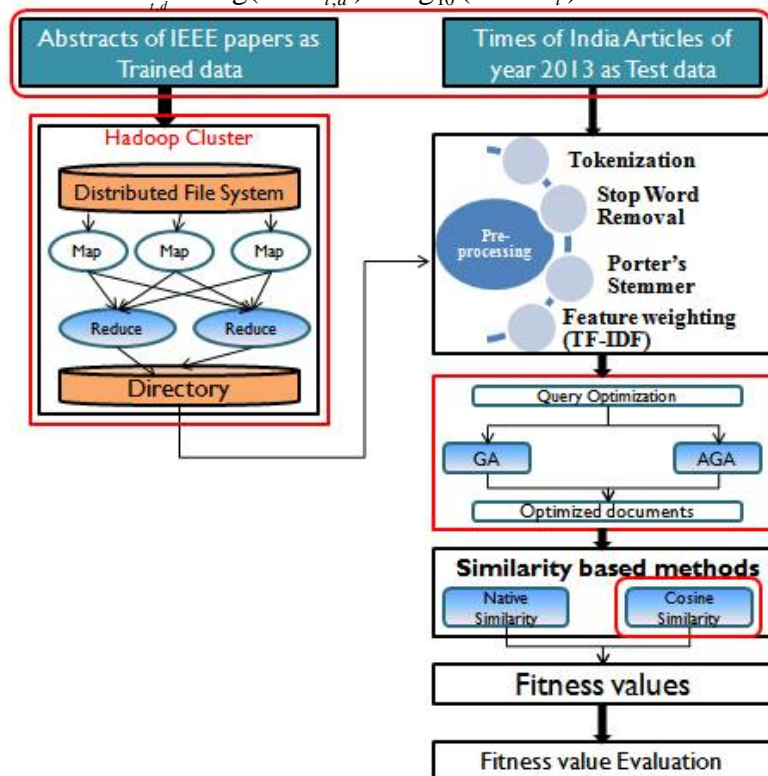 Abstracts of IEEE papers as
Trained data
Times of India Articles of
year 2013 as Test data
Hadoop Cluster
Distributed File System
Map
Map
Map
Reduce
Reduce
Directory
Pre-
processing
Tokenization
Stop Word
Removal
Porter's
Stemmer
Feature weighting
(TF-IDF)
Query Optimization
GA
AGA
Optimized documents
Similarity based methods
Native
Similarity
Cosine
Similarity
Fitness values
Fitness value Evaluation